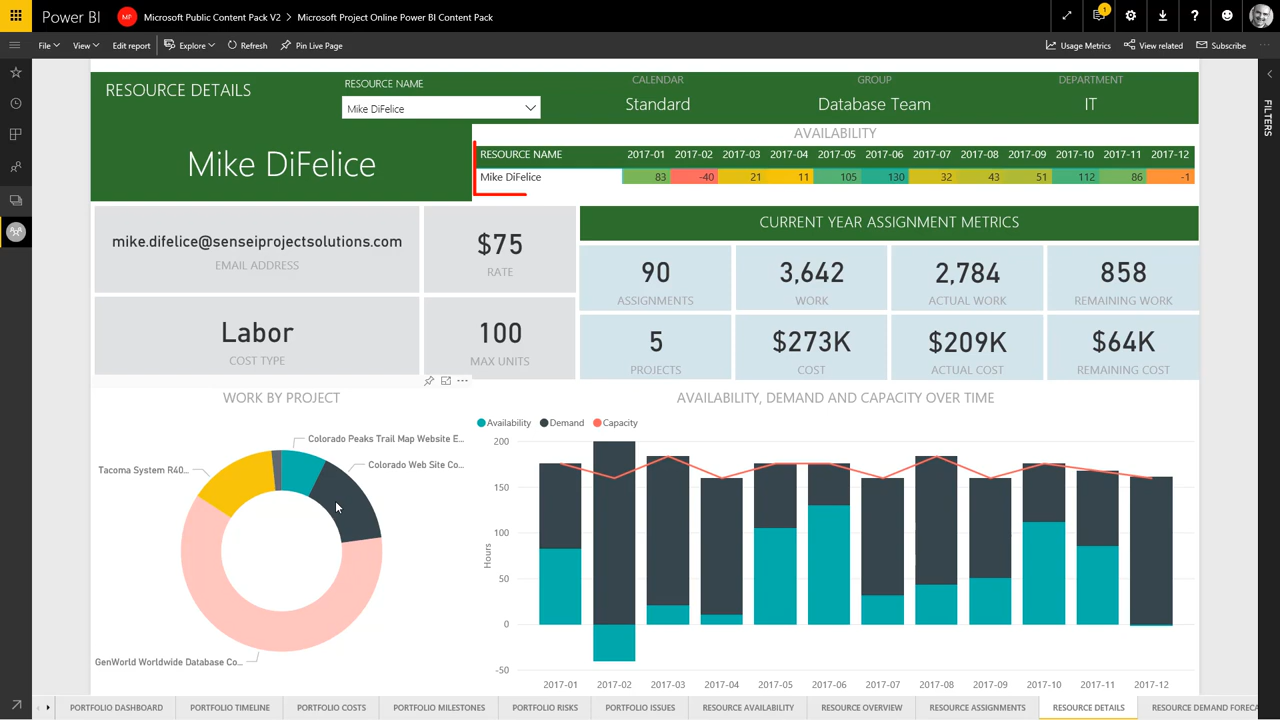 Power BI MP Microsoft Public Content Pack V2 > Microsoft Project Online Power BI Content Pack 1
File View Edit report Explore Refresh Pin Live Page Usage Metrics View related Subscribe
RESOURCE DETAILS
RESOURCE NAME
Mike DiFelice
CALENDAR GROUP DEPARTMENT
Standard Database Team IT
Mike DiFelice
AVAILABILITY
RESOURCE NAME 2017-01 2017-02 2017-03 2017-04 2017-05 2017-06 2017-07 2017-08 2017-09 2017-10 2017-11 2017-12
Mike DiFelice 83 -40 21 11 105 130 32 43 51 112 86 -1
mike.difelice@senseiprojectsolutions.com
EMAIL ADDRESS
$75
RATE
Labor
COST TYPE
100
MAX UNITS
CURRENT YEAR ASSIGNMENT METRICS
90 3,642 2,784 858
ASSIGNMENTS WORK ACTUAL WORK REMAINING WORK
5 $273K $209K $64K
PROJECTS COST ACTUAL COST REMAINING COST
WORK BY PROJECT
Colorado Peaks Trail Map Website E...
Colorado Web Site Co...
Tacoma System R40...
GenWorld Worldwide Database Co...
AVAILABILITY, DEMAND AND CAPACITY OVER TIME
Availability Demand Capacity
200
150
100
50
0
-50
Hours
2017-01 2017-02 2017-03 2017-04 2017-05 2017-06 2017-07 2017-08 2017-09 2017-10 2017-11 2017-12
FILTERS
PORTFOLIO DASHBOARD PORTFOLIO TIMELINE PORTFOLIO COSTS PORTFOLIO MILESTONES PORTFOLIO RISKS PORTFOLIO ISSUES RESOURCE AVAILABILITY RESOURCE OVERVIEW RESOURCE ASSIGNMENTS RESOURCE DETAILS RESOURCE DEMAND FORECA